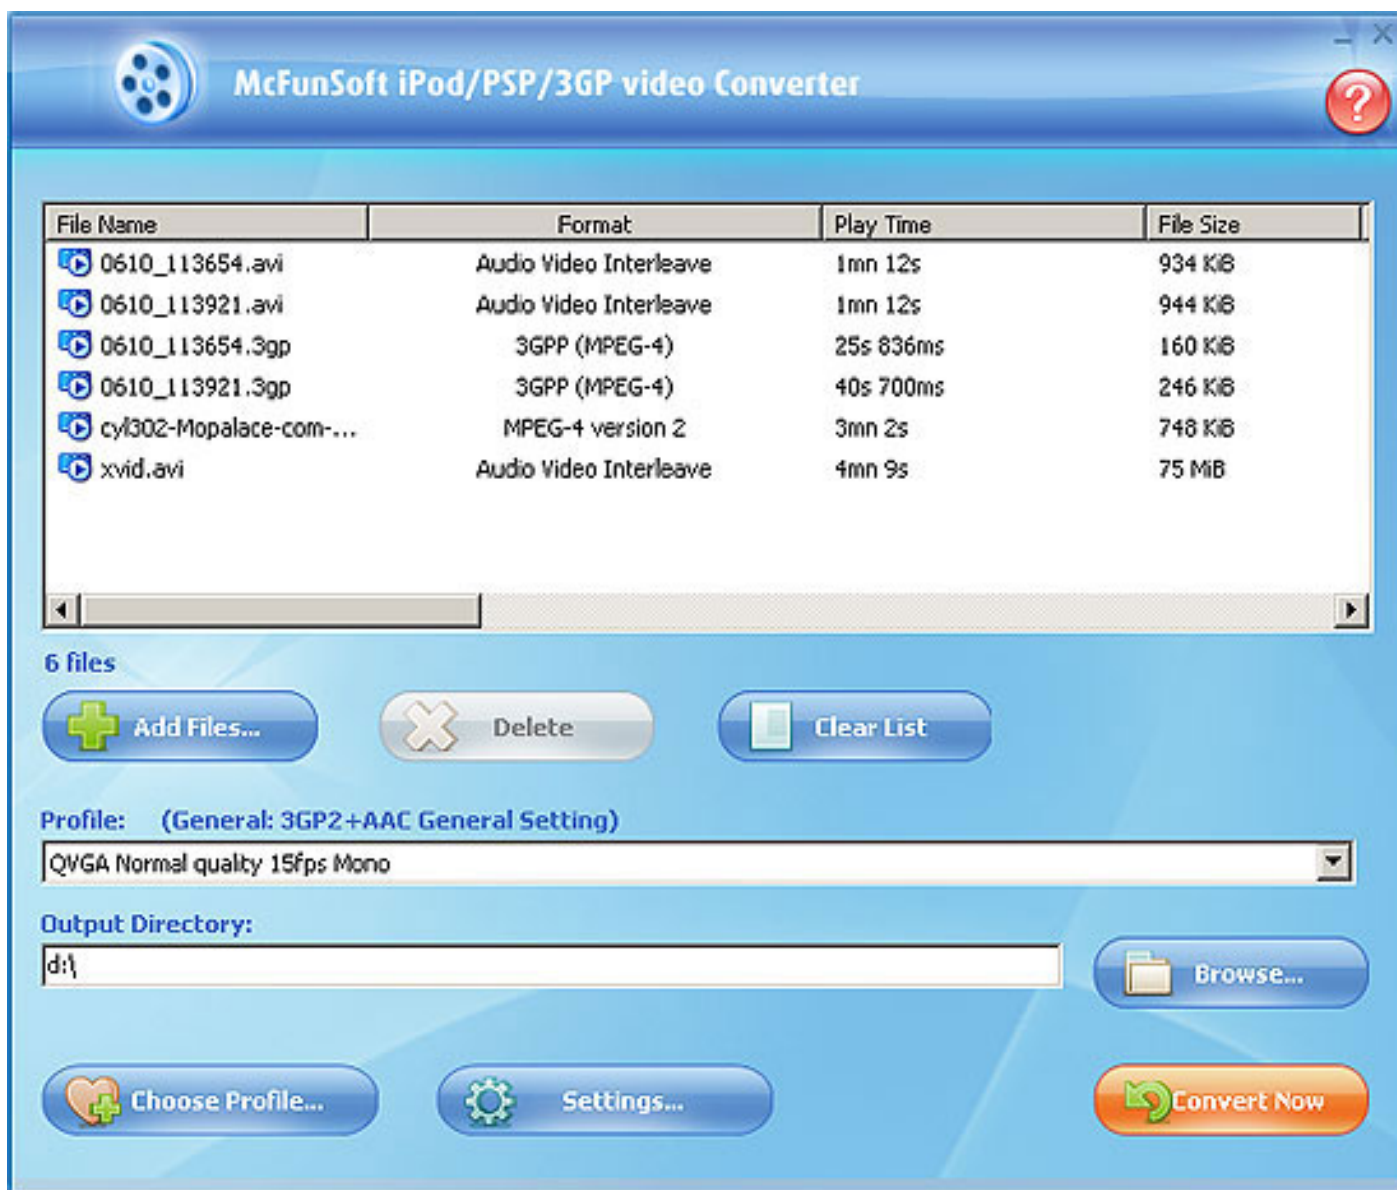 McFunSoft iPod/PSP/3GP video Converter
File Name Format Play Time File Size
0610_113654.avi Audio Video Interleave 1mn 12s 934 KiB
0610_113921.avi Audio Video Interleave 1mn 12s 944 KiB
0610_113654.3gp 3GPP (MPEG-4) 25s 836ms 160 KiB
0610_113921.3gp 3GPP (MPEG-4) 40s 700ms 246 KiB
cyl302-Mopalace-com-... MPEG-4 version 2 3mn 2s 748 KiB
xvid.avi Audio Video Interleave 4mn 9s 75 MiB
6 files
Add Files... Delete Clear List
Profile: (General: 3GP2+AAC General Setting)
QVGA Normal quality 15fps Mono
Output Directory:
d:\
Browse...
Choose Profile... Settings... Convert Now